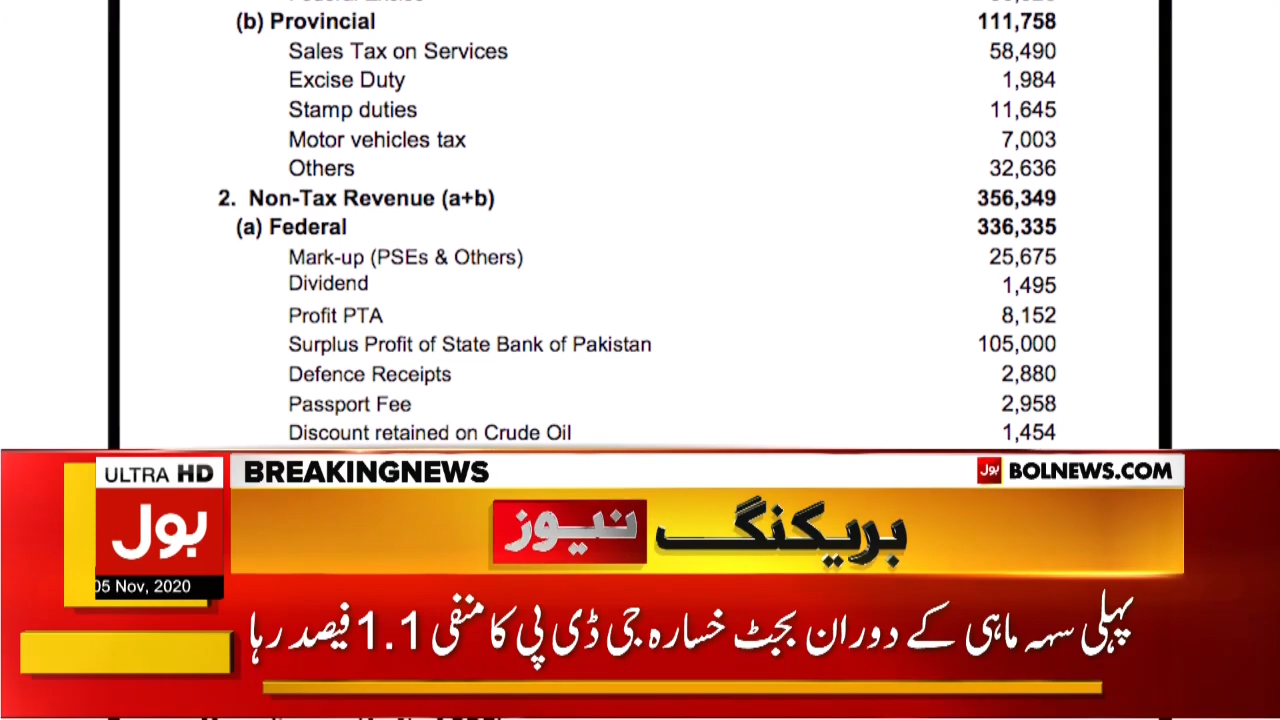 (b) Provincial 111,758
Sales Tax on Services 58,490
Excise Duty 1,984
Stamp duties 11,645
Motor vehicles tax 7,003
Others 32,636
2. Non-Tax Revenue (a+b) 356,349
(a) Federal 336,335
Mark-up (PSEs & Others) 25,675
Dividend 1,495
Profit PTA 8,152
Surplus Profit of State Bank of Pakistan 105,000
Defence Receipts 2,880
Passport Fee 2,958
Discount retained on Crude Oil 1,454
ULTRA HD
BREAKINGNEWS
بول BOLNEWS.COM
بول
بریکنگ نیوز
05 Nov, 2020
پہلی سہہ ماہی کے دوران بجٹ خسارہ جی ڈی پی کا منفی 1.1 فیصد رہا